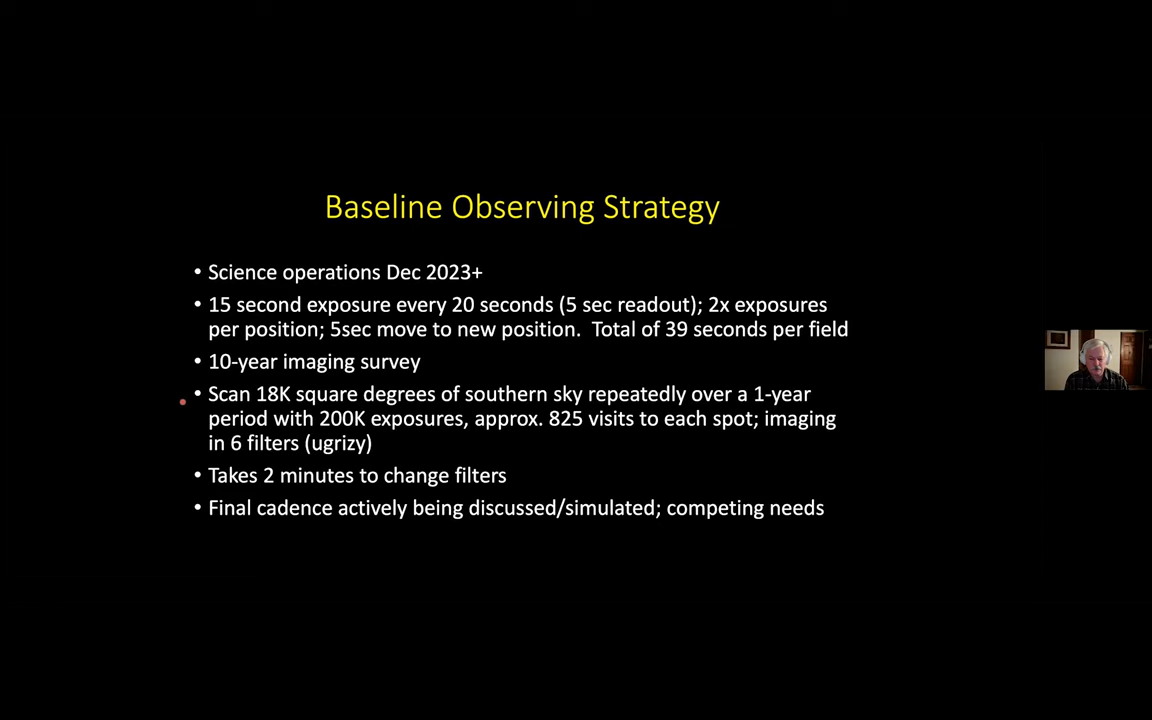 Baseline Observing Strategy
• Science operations Dec 2023+
• 15 second exposure every 20 seconds (5 sec readout); 2x exposures
per position; 5sec move to new position. Total of 39 seconds per field
• 10-year imaging survey
• Scan 18K square degrees of southern sky repeatedly over a 1-year
period with 200K exposures, approx. 825 visits to each spot; imaging
in 6 filters (ugrizy)
• Takes 2 minutes to change filters
• Final cadence actively being discussed/simulated; competing needs